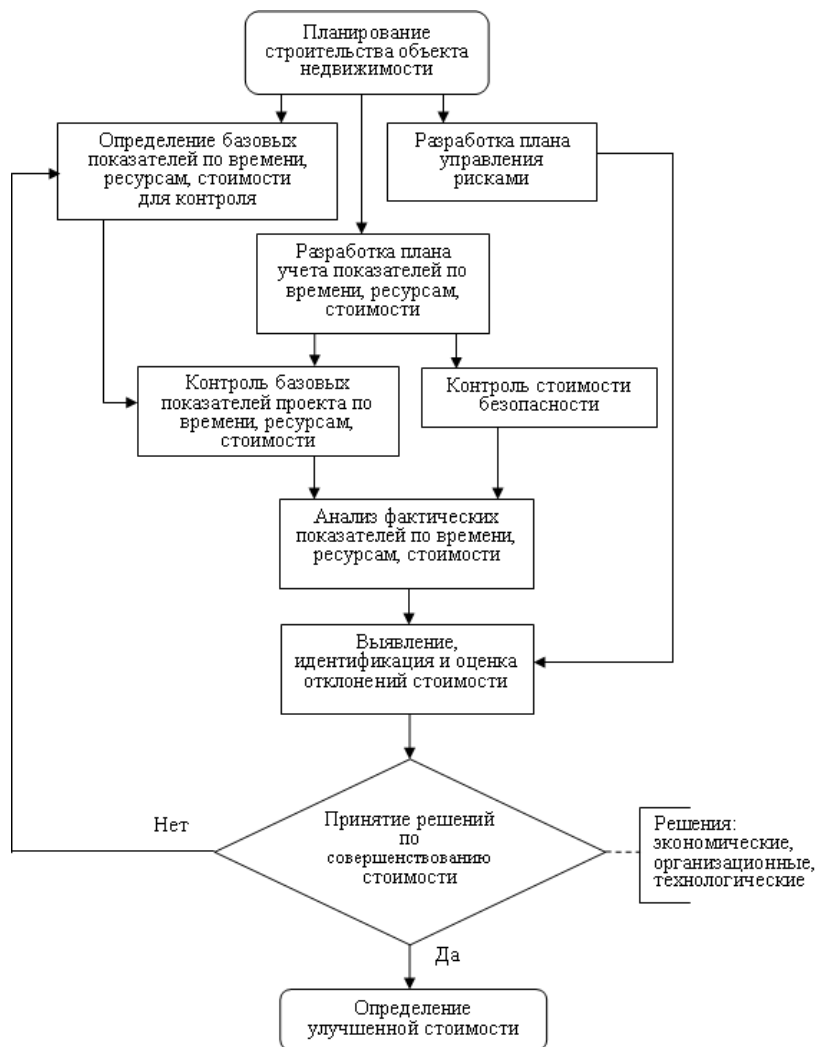 Планирование
строительства объекта
недвижимости
Определение базовых
показателей по времени,
ресурсам, стоимости
для контроля
Разработка плана
управления
рисками
Разработка плана
учета показателей по
времени, ресурсам,
стоимости
Контроль базовых
показателей проекта по
времени, ресурсам,
стоимости
Контроль стоимости
безопасности
Анализ фактических
показателей по времени,
ресурсам, стоимости
Выявление,
идентификация и оценка
отклонений стоимости
Нет
Принятие решений
по
совершенствованию
стоимости
Решения:
экономические,
организационные,
технологические
Да
Определение
улучшенной стоимости